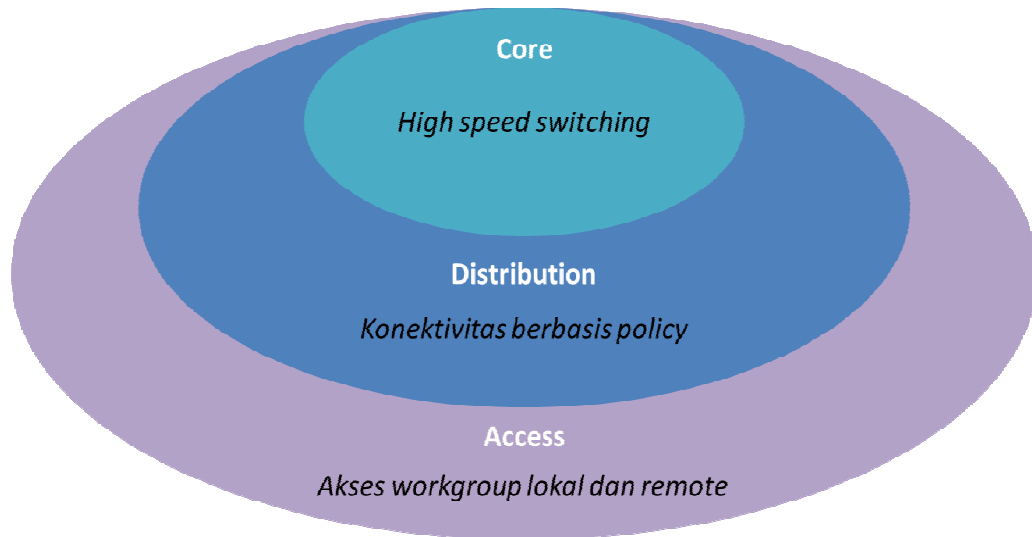 Core
High speed switching
Distribution
Konektivitas berbasis policy
Access
Akses workgroup lokal dan remote